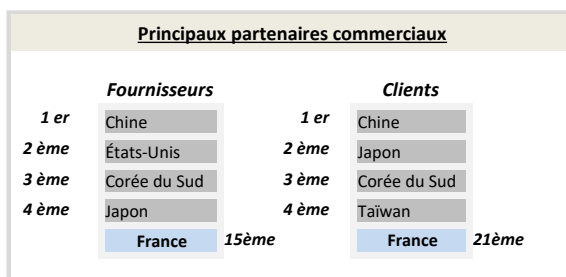 Principaux partenaires commerciaux
Fournisseurs Clients
1 er Chine 1 er Chine
2 ème États-Unis 2 ème Japon
3 ème Corée du Sud 3 ème Corée du Sud
4 ème Japon 4 ème Taïwan
France 15ème France 21ème